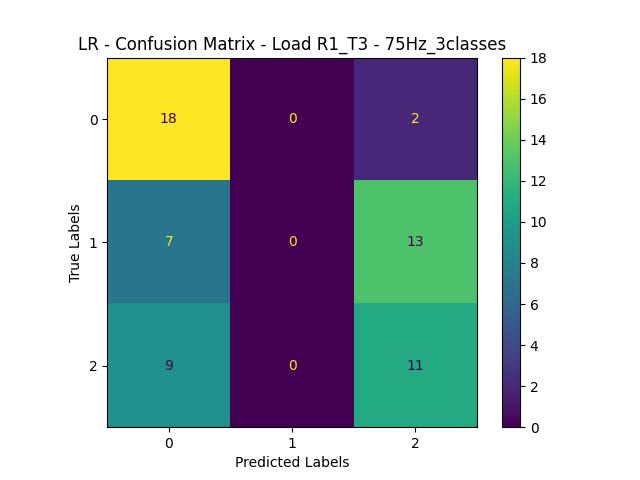 LR - Confusion Matrix - Load R1_T3 - 75Hz_3classes
18 0 2
7 0 13
9 0 11
0
1
2
True Labels
0 1 2
Predicted Labels
18
16
14
12
10
8
6
4
2
0